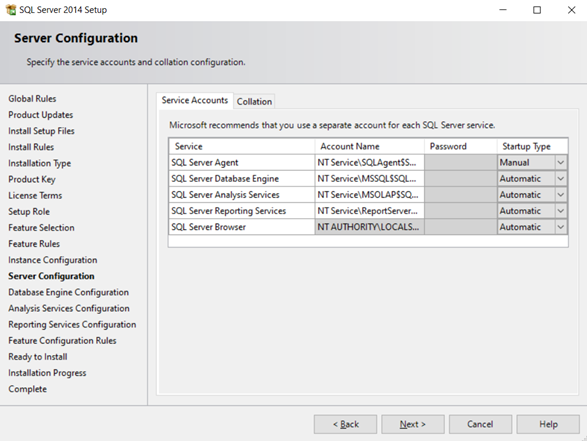 SQL Server 2014 Setup
Server Configuration
Specify the service accounts and collation configuration.
Global Rules
Product Updates
Install Setup Files
Install Rules
Installation Type
Product Key
License Terms
Setup Role
Feature Selection
Feature Rules
Instance Configuration
Server Configuration
Database Engine Configuration
Analysis Services Configuration
Reporting Services Configuration
Feature Configuration Rules
Ready to Install
Installation Progress
Complete
Service Accounts Collation
Microsoft recommends that you use a separate account for each SQL Server service.
Service Account Name Password Startup Type
SQL Server Agent NT Service\SQLAgent$S... Manual
SQL Server Database Engine NT Service\MSSQL$SQL... Automatic
SQL Server Analysis Services NT Service\MSOLAP$SQ... Automatic
SQL Server Reporting Services NT Service\ReportServer... Automatic
SQL Server Browser NT AUTHORITY\LOCALS... Automatic
< Back Next > Cancel Help